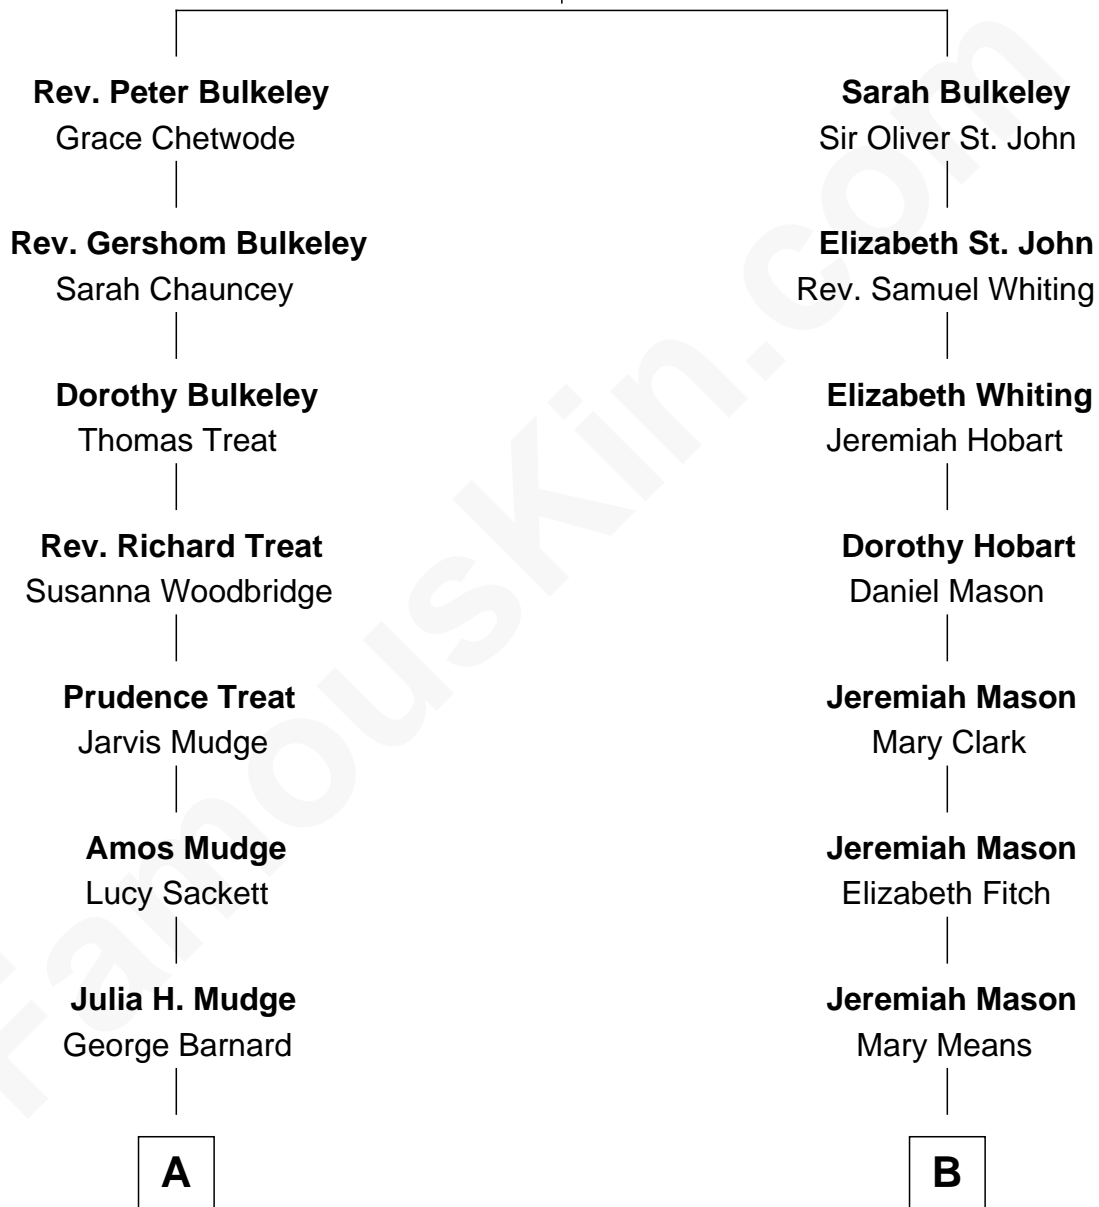 Rev. Peter Bulkeley
Grace Chetwode
Sarah Bulkeley
Sir Oliver St. John
Rev. Gershom Bulkeley
Sarah Chauncey
Elizabeth St. John
Rev. Samuel Whiting
Dorothy Bulkeley
Thomas Treat
Elizabeth Whiting
Jeremiah Hobart
Rev. Richard Treat
Susanna Woodbridge
Dorothy Hobart
Daniel Mason
Prudence Treat
Jarvis Mudge
Jeremiah Mason
Mary Clark
Amos Mudge
Lucy Sackett
Jeremiah Mason
Elizabeth Fitch
Julia H. Mudge
George Barnard
Jeremiah Mason
Mary Means
A
B
FamousKin.com